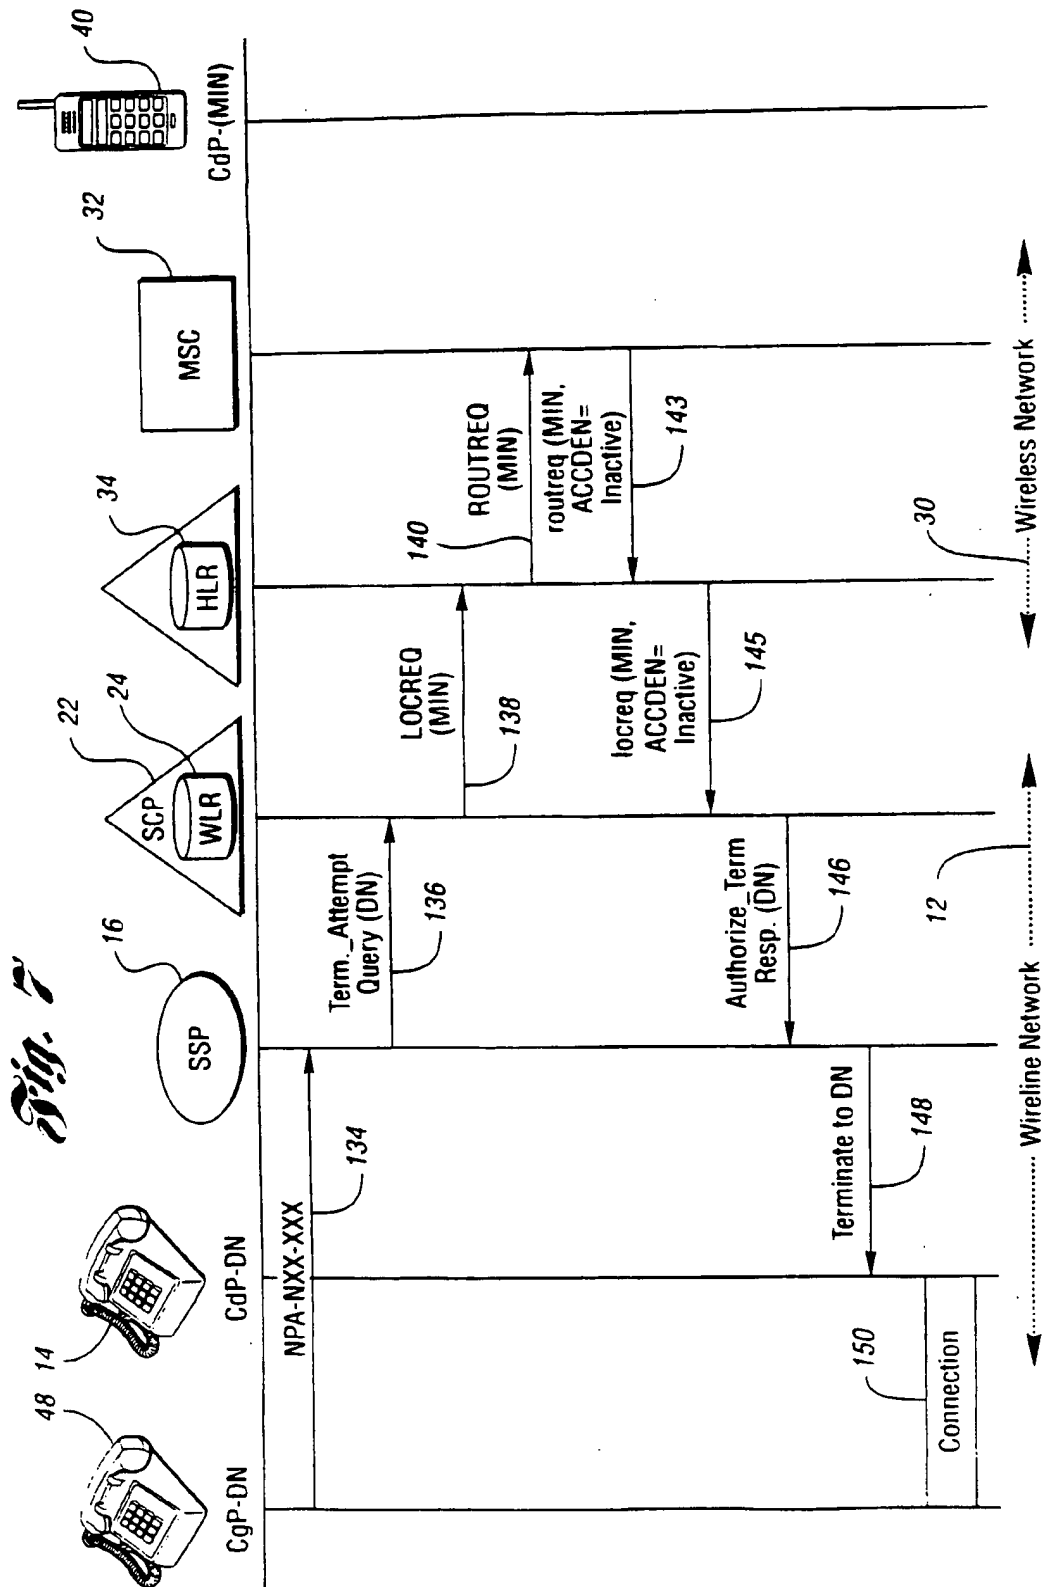 Fig. 7
48
14
16
22
24
34
32
40
SSP
SCP
WLR
HLR
MSC
CgP-DN
CdP-DN
CdP-(MIN)
NPA-NXX-XXX
134
Term._Attempt
Query (DN)
136
LOCREQ
(MIN)
138
ROUTREQ
(MIN)
140
routreq (MIN,
ACCDEN=
Inactive)
143
locreq (MIN,
ACCDEN=
Inactive)
145
Authorize_Term
Resp. (DN)
146
Terminate to DN
148
150
Connection
12
30
Wireline Network
Wireless Network